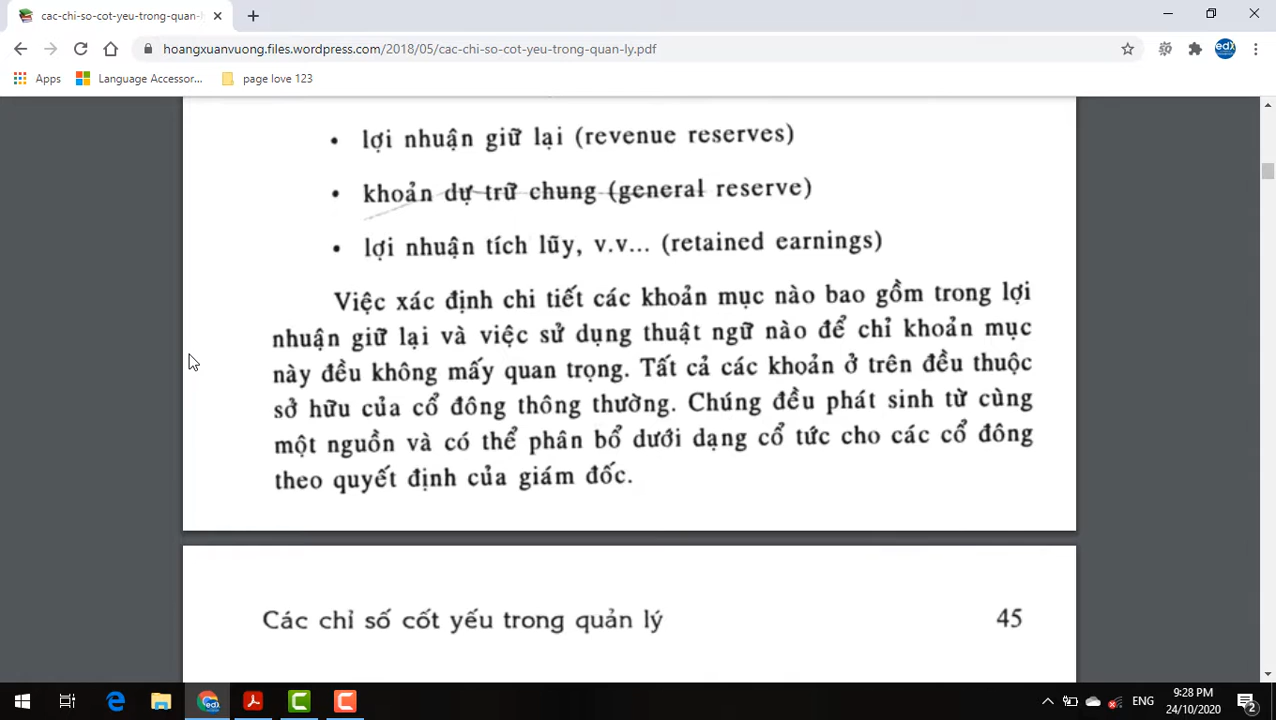 cac-chi-so-cot-yeu-trong-quan-l
hoangxuanvuong.files.wordpress.com/2018/05/cac-chi-so-cot-yeu-trong-quan-ly.pdf
edX
Apps Language Accessor... page love 123
• lợi nhuận giữ lại (revenue reserves)
• khoản dự trữ chung (general reserve)
• lợi nhuận tích lũy, v.v... (retained earnings)
Việc xác định chi tiết các khoản mục nào bao gồm trong lợi
nhuận giữ lại và việc sử dụng thuật ngữ nào để chỉ khoản mục
này đều không mấy quan trọng. Tất cả các khoản ở trên đều thuộc
sở hữu của cổ đông thông thường. Chúng đều phát sinh từ cùng
một nguồn và có thể phân bổ dưới dạng cổ tức cho các cổ đông
theo quyết định của giám đốc.
Các chỉ số cốt yếu trong quản lý 45
ENG
9:28 PM
24/10/2020
2